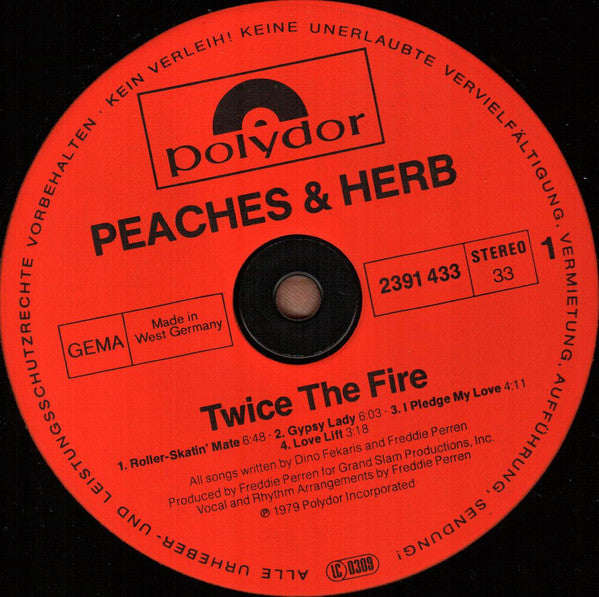 ALLE URHEBER- UND LEISTUNGSSCHUTZRECHTE VORBEHALTEN · KEIN VERLEIH! KEINE UNERLAUBTE VERVIELFÄLTIGUNG, VERMIETUNG, AUFFÜHRUNG, SENDUNG!
polydor
PEACHES & HERB
2391 433
STEREO
33
1
GEMA
Made in
West Germany
Twice The Fire
1. Roller-Skatin' Mate 6:48 · 2. Gypsy Lady 6:03 · 3. I Pledge My Love 4:11
4. Love Lift 3:18
All songs written by Dino Fekaris and Freddie Perren
Produced by Freddie Perren for Grand Slam Productions, Inc.
Vocal and Rhythm Arrangements by Freddie Perren
℗ 1979 Polydor Incorporated
LC 0309